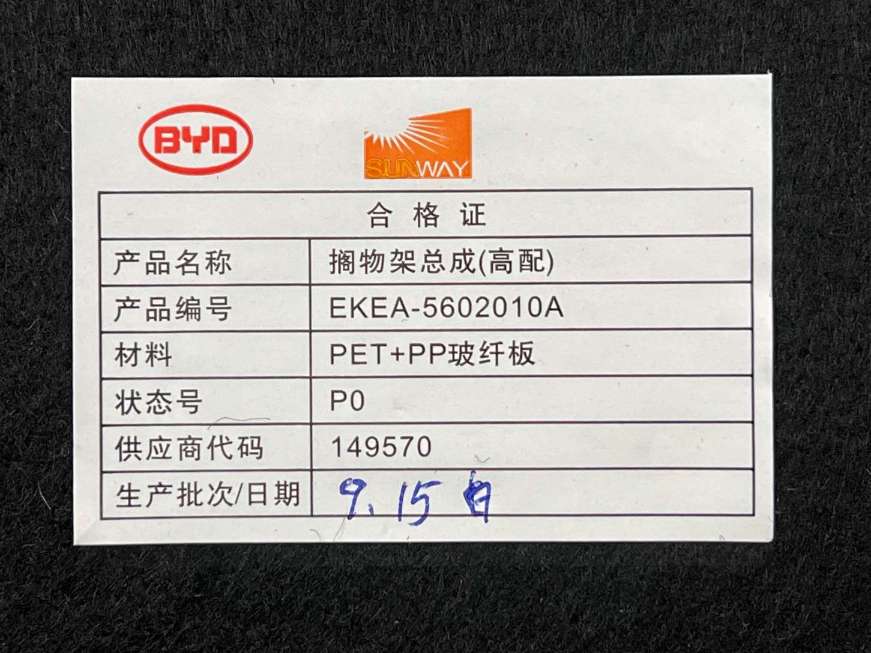 BYD
SUNWAY
合格证
产品名称 搁物架总成(高配)
产品编号 EKEA-5602010A
材料 PET+PP玻纤板
状态号 P0
供应商代码 149570
生产批次/日期 9.15日